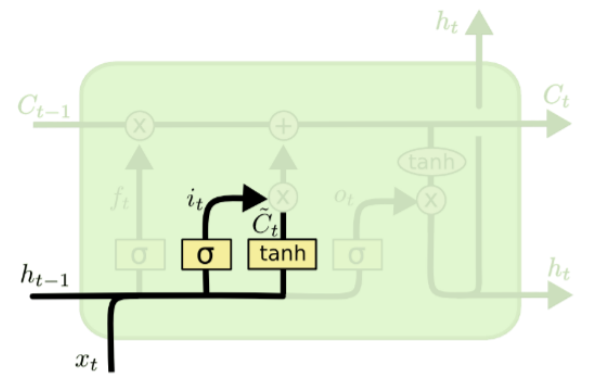 h_t
C_{t-1}
C_t
x
+
tanh
f_t
i_t
x
o_t
x
C̃_t
σ
σ
tanh
σ
h_{t-1}
h_t
x_t